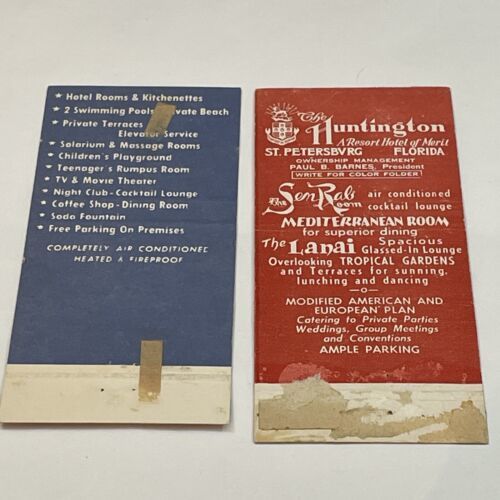 ★ Hotel Rooms & Kitchenettes
★ 2 Swimming Pools Private Beach
★ Private Terraces
Elevator Service
★ Solarium & Massage Rooms
★ Children's Playground
★ Teenager's Rumpus Room
★ TV & Movie Theater
★ Night Club - Cocktail Lounge
★ Coffee Shop - Dining Room
★ Soda Fountain
★ Free Parking On Premises
COMPLETELY AIR CONDITIONED
HEATED & FIREPROOF
The
Huntington
A Resort Hotel of Merit
ST. PETERSBVRG FLORIDA
OWNERSHIP MANAGEMENT
PAUL B. BARNES, President
WRITE FOR COLOR FOLDER!
Room air conditioned
cocktail lounge
MEDITERRANEAN ROOM
for superior dining
The Lanai Spacious
Glassed-In Lounge
Overlooking TROPICAL GARDENS
and Terraces for sunning,
lunching and dancing
—o—
MODIFIED AMERICAN AND
EUROPEAN PLAN
Catering to Private Parties
Weddings, Group Meetings
and Conventions
AMPLE PARKING